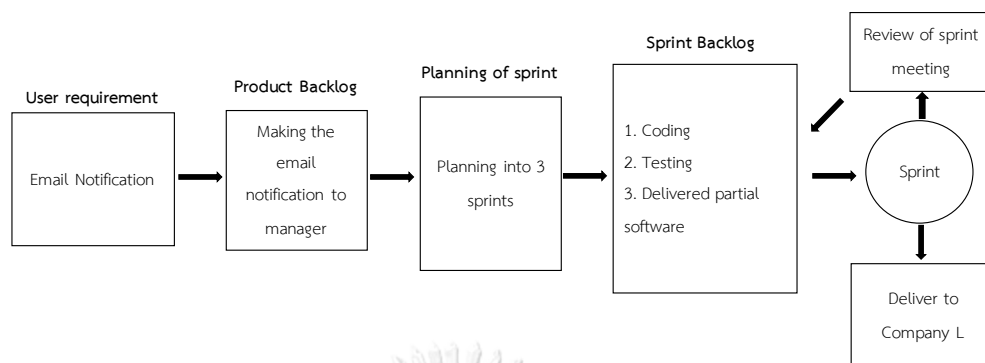 User requirement
Email Notification
Product Backlog
Making the
email
notification to
manager
Planning of sprint
Planning into 3
sprints
Sprint Backlog
1. Coding
2. Testing
3. Delivered partial
software
Review of sprint
meeting
Sprint
Deliver to
Company L